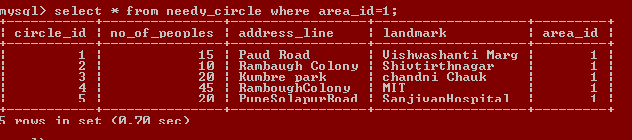 mysql> select * from needy_circle where area_id=1;
circle_id | no_of_peoples | address_line | landmark | area_id
1 | 15 | Paud Road | Vishwashanti Marg | 1
2 | 10 | Rambaugh Colony | Shivtirthnagar | 1
3 | 20 | Kumbre park | chandni Chauk | 1
4 | 45 | RamboughColony | MIT | 1
5 | 20 | PuneSolapurRoad | SanjivanHospital | 1
5 rows in set (0.70 sec)
mysql>